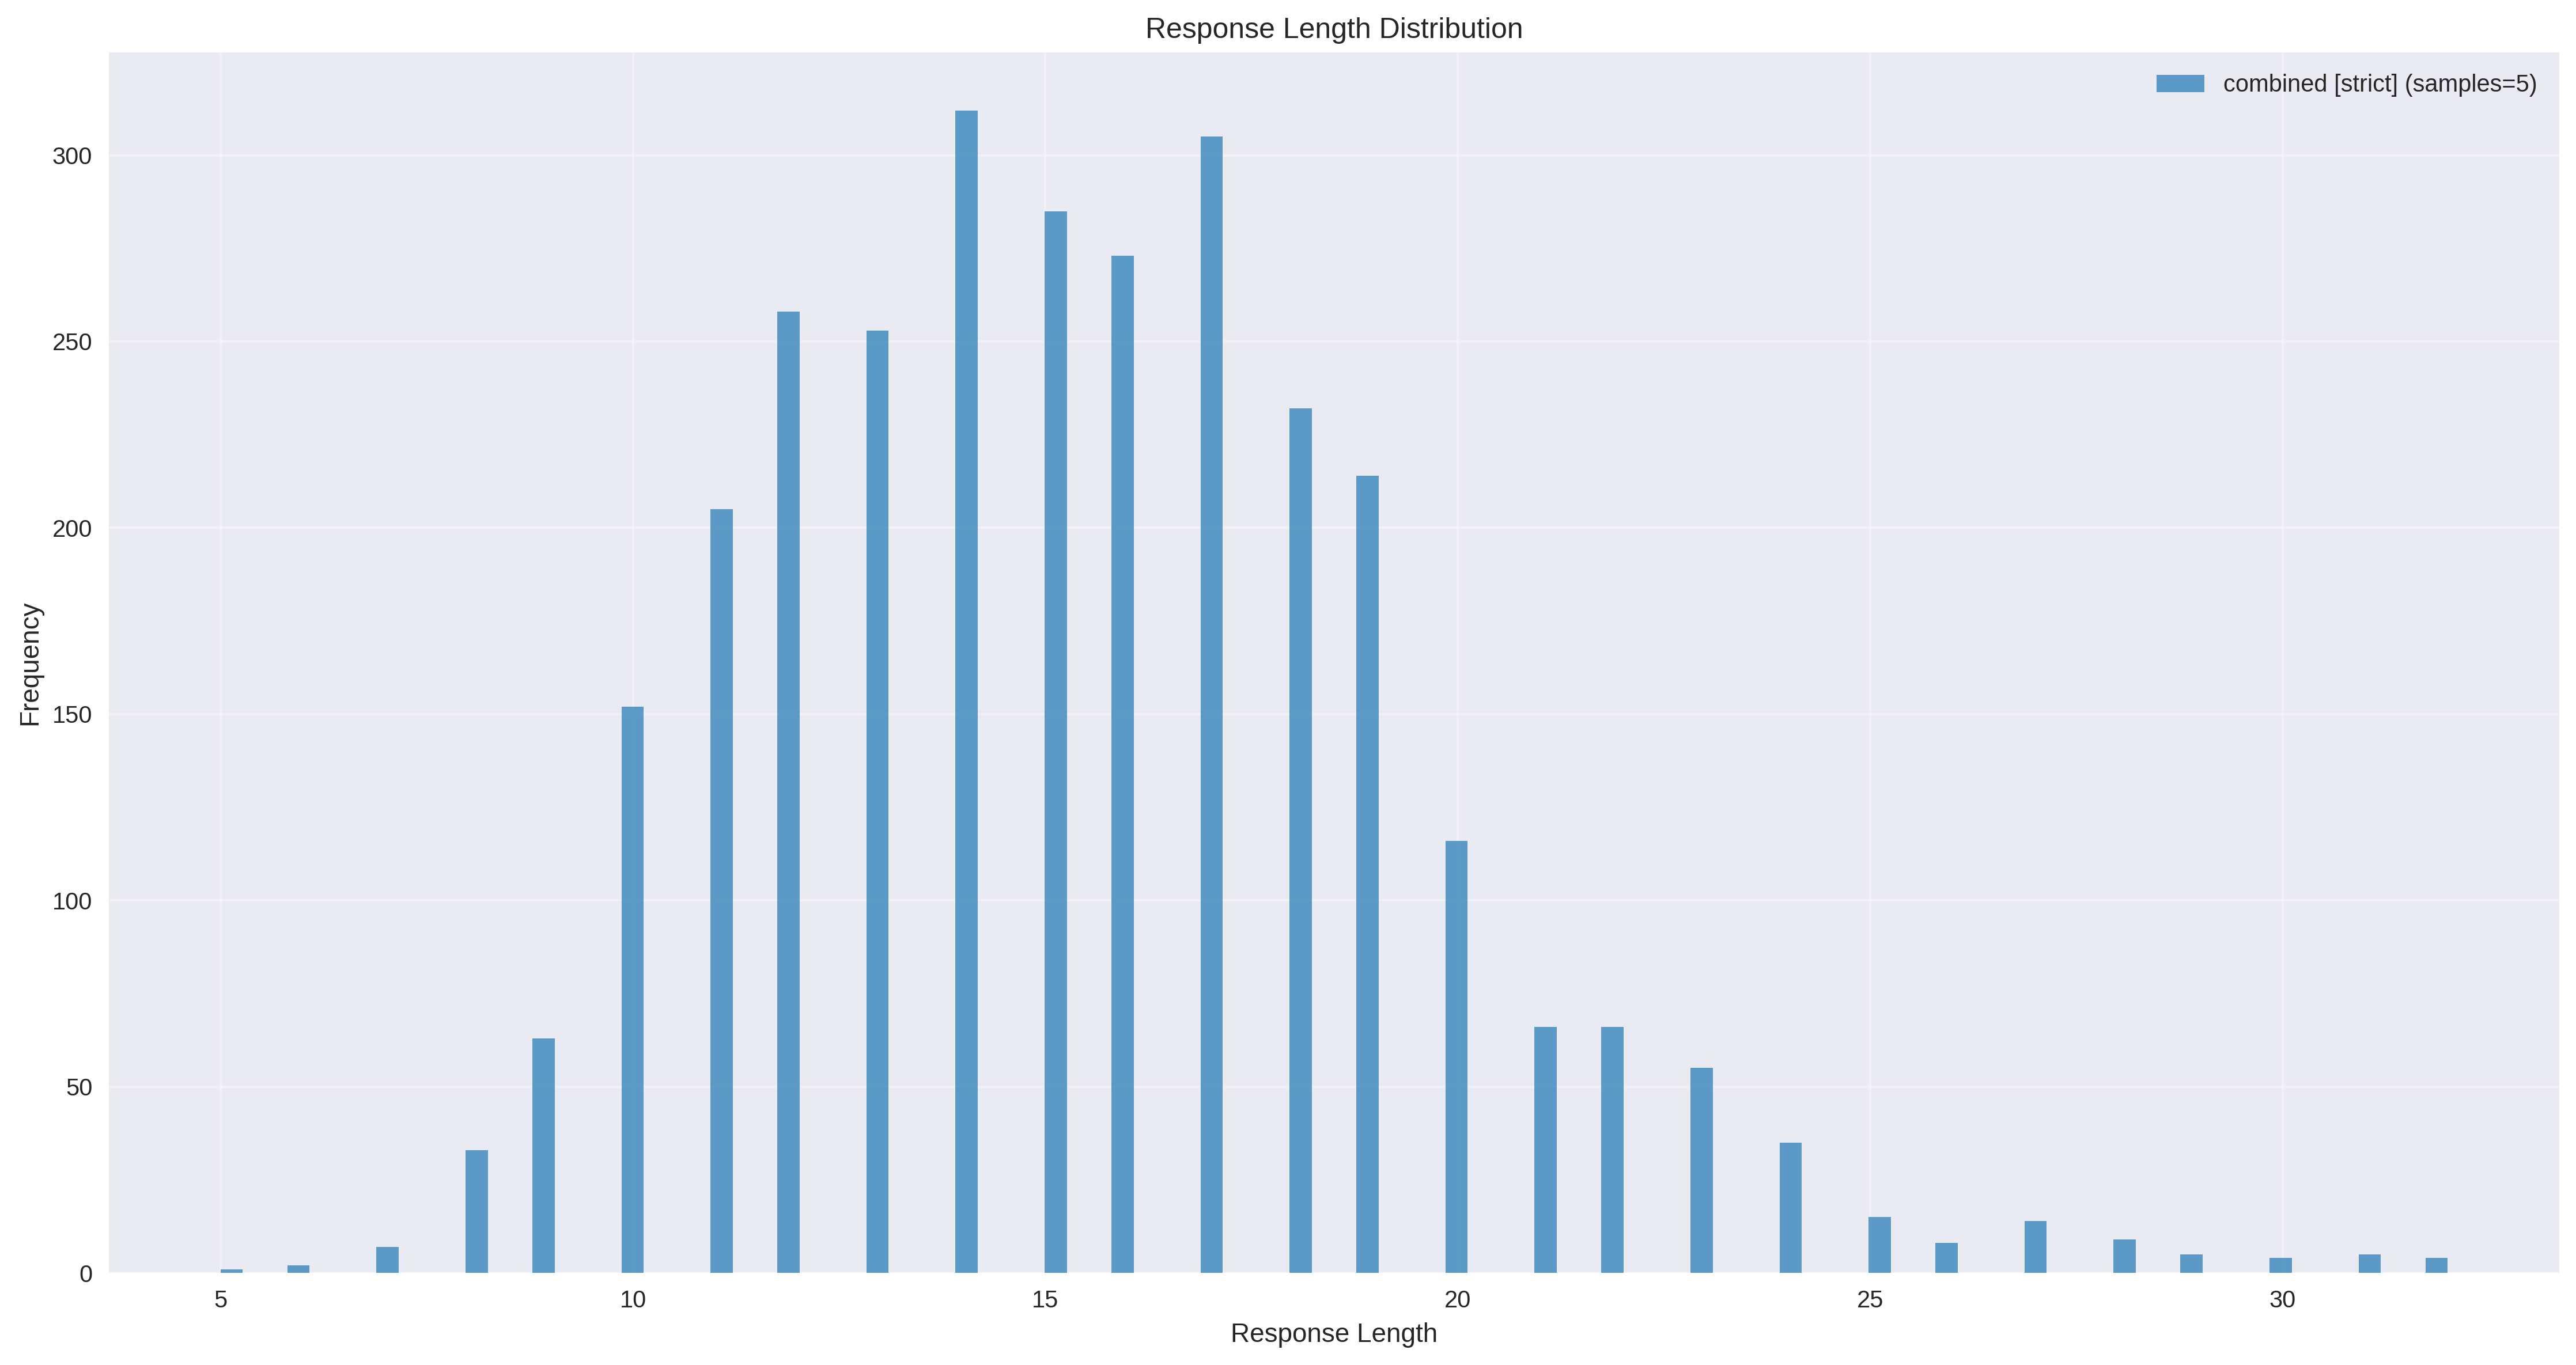 Response Length Distribution
combined [strict] (samples=5)
Frequency
300
250
200
150
100
50
0
5 10 15 20 25 30
Response Length